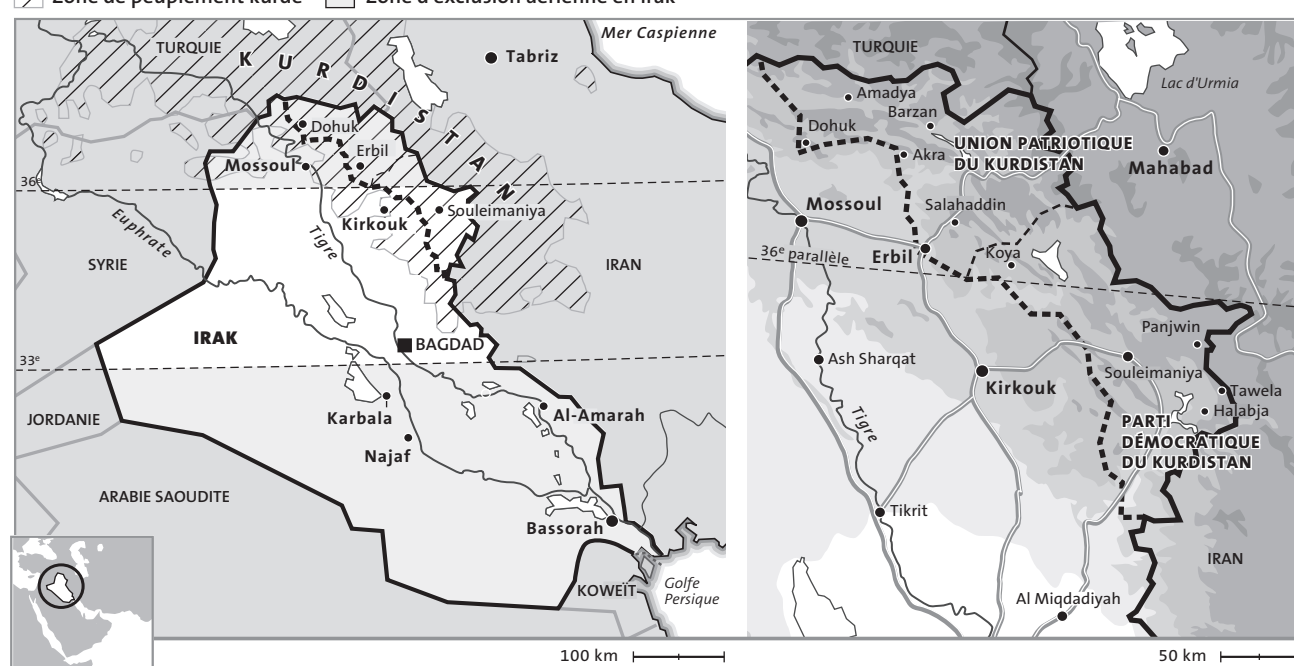 Zone de peuplement kurde
Zone d'exclusion aérienne en Irak
TURQUIE
KURDISTAN
Mer Caspienne
Tabriz
Dohuk
Erbil
Mossoul
36e
Kirkouk
Souleimaniya
Euphrate
Tigre
SYRIE
IRAN
IRAK
BAGDAD
33e
Karbala
Al-Amarah
JORDANIE
Najaf
ARABIE SAOUDITE
Bassorah
KOWEÏT
Golfe
Persique
100 km
TURQUIE
Lac d'Urmia
Amadya
Barzan
Dohuk
UNION PATRIOTIQUE
DU KURDISTAN
Akra
Mahabad
Mossoul
Salahaddin
36e parallèle
Erbil
Koya
Panjwin
Ash Sharqat
Souleimaniya
Kirkouk
Tawela
Halabja
Tigre
PARTI
DÉMOCRATIQUE
DU KURDISTAN
Tikrit
IRAN
Al Miqdadiyah
50 km